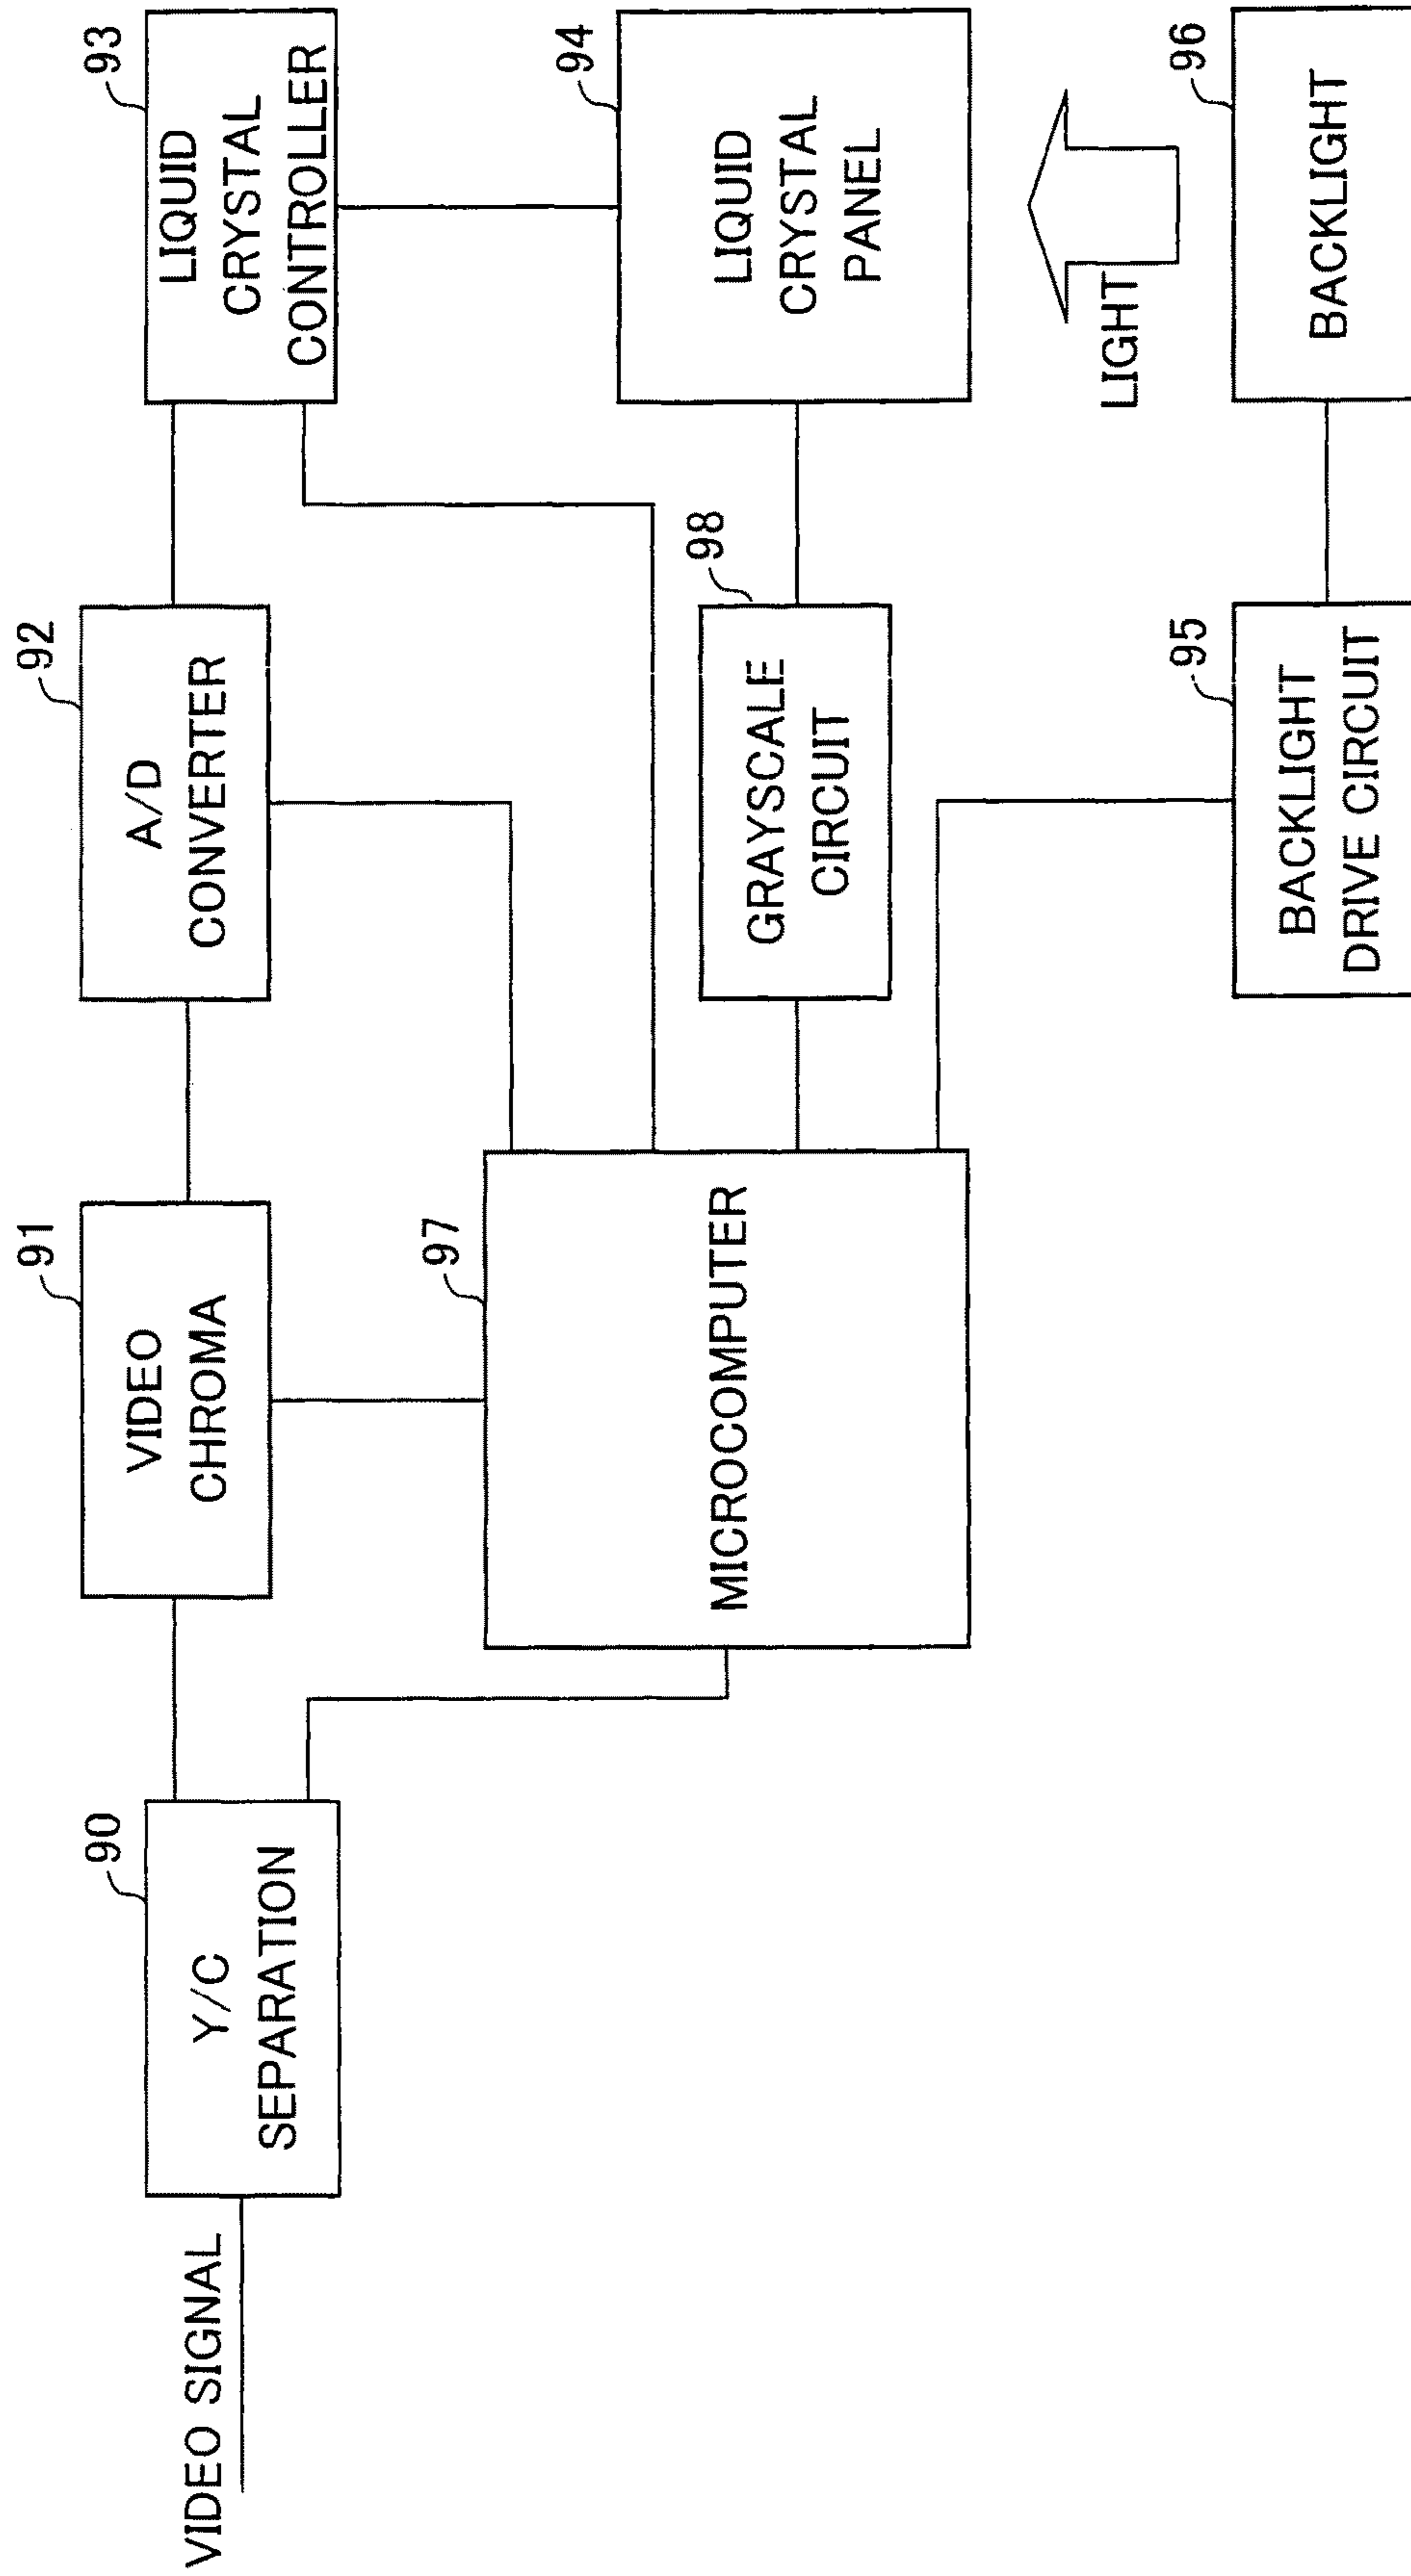 VIDEO SIGNAL
90
Y/C
SEPARATION
91
VIDEO
CHROMA
92
A/D
CONVERTER
93
LIQUID
CRYSTAL
CONTROLLER
97
MICROCOMPUTER
98
GRAYSCALE
CIRCUIT
94
LIQUID
CRYSTAL
PANEL
LIGHT
95
BACKLIGHT
DRIVE CIRCUIT
96
BACKLIGHT